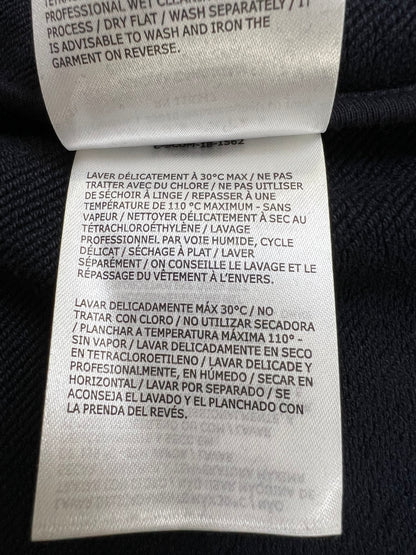 PROFESSIONAL WET CLEANING
PROCESS / DRY FLAT / WASH SEPARATELY / IT
IS ADVISABLE TO WASH AND IRON THE
GARMENT ON REVERSE.
LAVER DÉLICATEMENT À 30°C MAX / NE PAS
TRAITER AVEC DU CHLORE / NE PAS UITLISER
DE SÉCHOIR À LINGE / REPASSER À UNE
TEMPÉRATURE DE 110 °C MAXIMUM - SANS
VAPEUR / NETTOYER DÉLICATEMENT À SEC AU
TÉTRACHLOROÉTHYLÈNE / LAVAGE
PROFESSIONNEL PAR VOIE HUMIDE, CYCLE
DÉLICAT / SÉCHAGE À PLAT / LAVER
SÉPARÉMENT / ON CONSEILLE LE LAVAGE ET LE
RÉPASSAGE DU VÊTEMENT À L'ENVERS.
LAVAR DELICADAMENTE MÁX 30°C / NO
TRATAR CON CLORO / NO UTILIZAR SECADORA
/ PLANCHAR A TEMPERATURA MÁXIMA 110° -
SIN VAPOR / LAVAR DELICADAMENTE EN SECO
EN TETRACLOROETILENO / LAVAR DELICADE Y
PROFESIONALMENTE, EN HÚMEDO / SECAR EN
HORIZONTAL / LAVAR POR SEPARADO / SE
ACONSEJA EL LAVADO Y EL PLANCHADO CON
LA PRENDA DEL REVÉS.